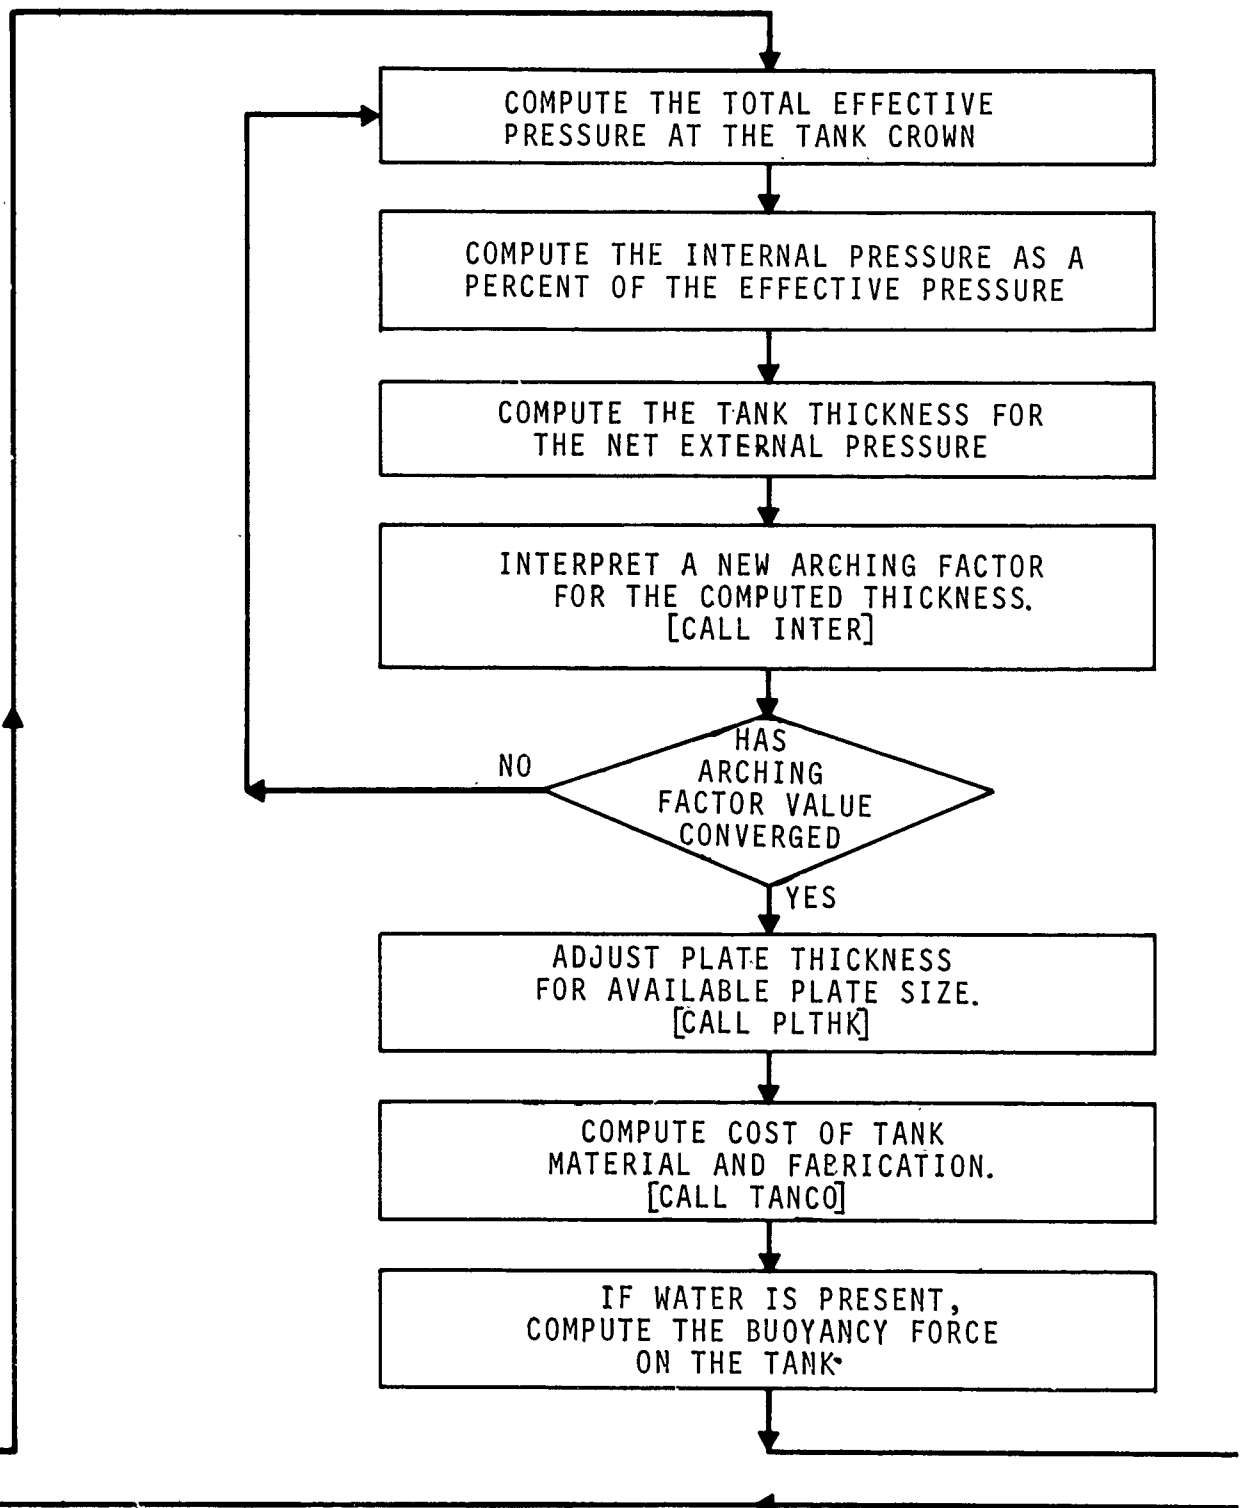 COMPUTE THE TOTAL EFFECTIVE
PRESSURE AT THE TANK CROWN
COMPUTE THE INTERNAL PRESSURE AS A
PERCENT OF THE EFFECTIVE PRESSURE
COMPUTE THE TANK THICKNESS FOR
THE NET EXTERNAL PRESSURE
INTERPRET A NEW ARCHING FACTOR
FOR THE COMPUTED THICKNESS.
[CALL INTER]
NO
HAS
ARCHING
FACTOR VALUE
CONVERGED
YES
ADJUST PLATE THICKNESS
FOR AVAILABLE PLATE SIZE.
[CALL PLTHK]
COMPUTE COST OF TANK
MATERIAL AND FABRICATION.
[CALL TANCO]
IF WATER IS PRESENT,
COMPUTE THE BUOYANCY FORCE
ON THE TANK.